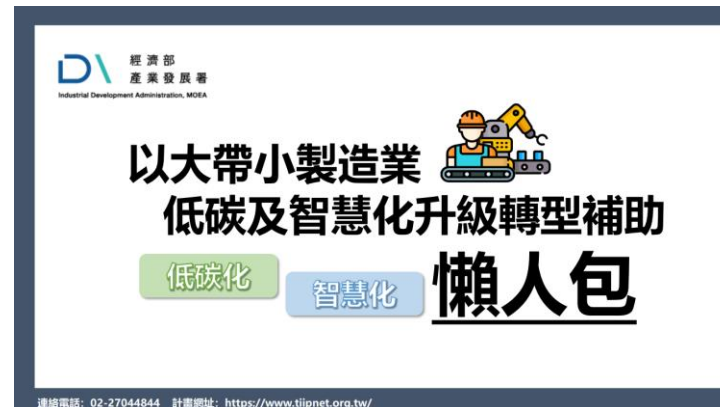 經濟部
產業發展署
Industrial Development Administration, MOEA
以大帶小製造業
低碳及智慧化升級轉型補助
低碳化
智慧化
懶人包
連絡電話：02-27044844 計畫網址：https://www.tiipnet.org.tw/